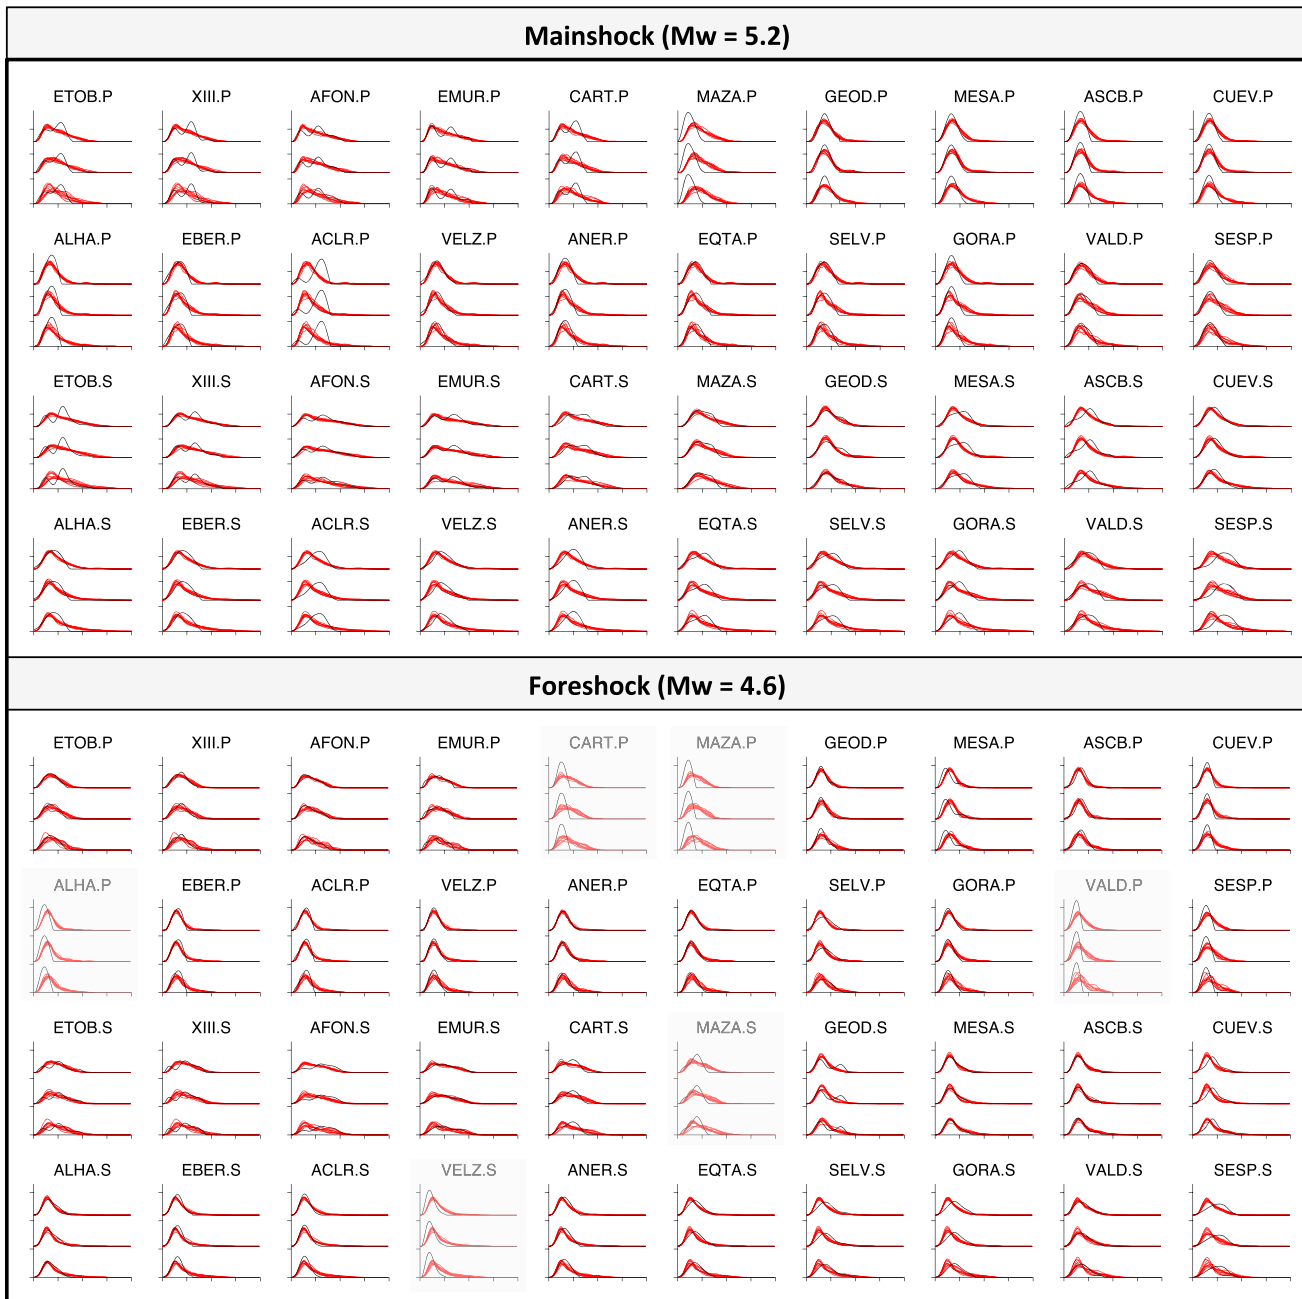 Mainshock (Mw = 5.2)
ETOB.P XIII.P AFON.P EMUR.P CART.P MAZA.P GEOD.P MESA.P ASCB.P CUEV.P
ALHA.P EBER.P ACLR.P VELZ.P ANER.P EQTA.P SELV.P GORA.P VALD.P SESP.P
ETOB.S XIII.S AFON.S EMUR.S CART.S MAZA.S GEOD.S MESA.S ASCB.S CUEV.S
ALHA.S EBER.S ACLR.S VELZ.S ANER.S EQTA.S SELV.S GORA.S VALD.S SESP.S
Foreshock (Mw = 4.6)
ETOB.P XIII.P AFON.P EMUR.P CART.P MAZA.P GEOD.P MESA.P ASCB.P CUEV.P
ALHA.P EBER.P ACLR.P VELZ.P ANER.P EQTA.P SELV.P GORA.P VALD.P SESP.P
ETOB.S XIII.S AFON.S EMUR.S CART.S MAZA.S GEOD.S MESA.S ASCB.S CUEV.S
ALHA.S EBER.S ACLR.S VELZ.S ANER.S EQTA.S SELV.S GORA.S VALD.S SESP.S